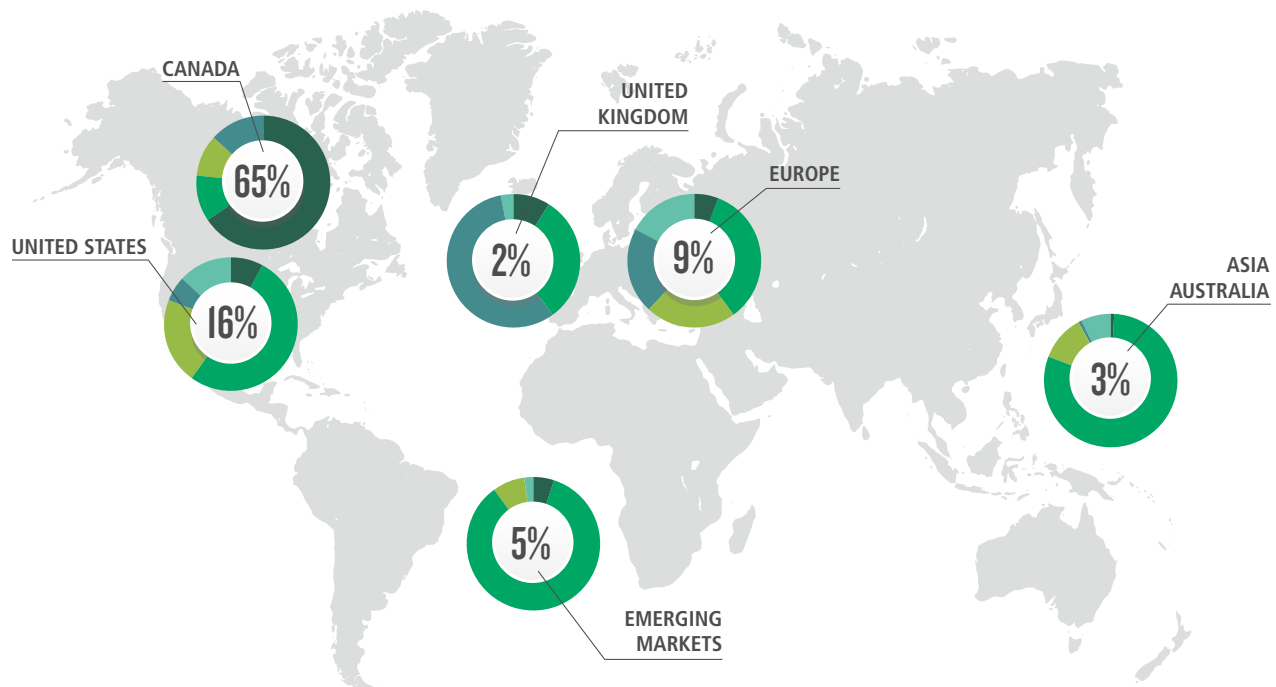 CANADA
65%
UNITED STATES
16%
UNITED
KINGDOM
2%
EUROPE
9%
ASIA
AUSTRALIA
3%
5%
EMERGING
MARKETS